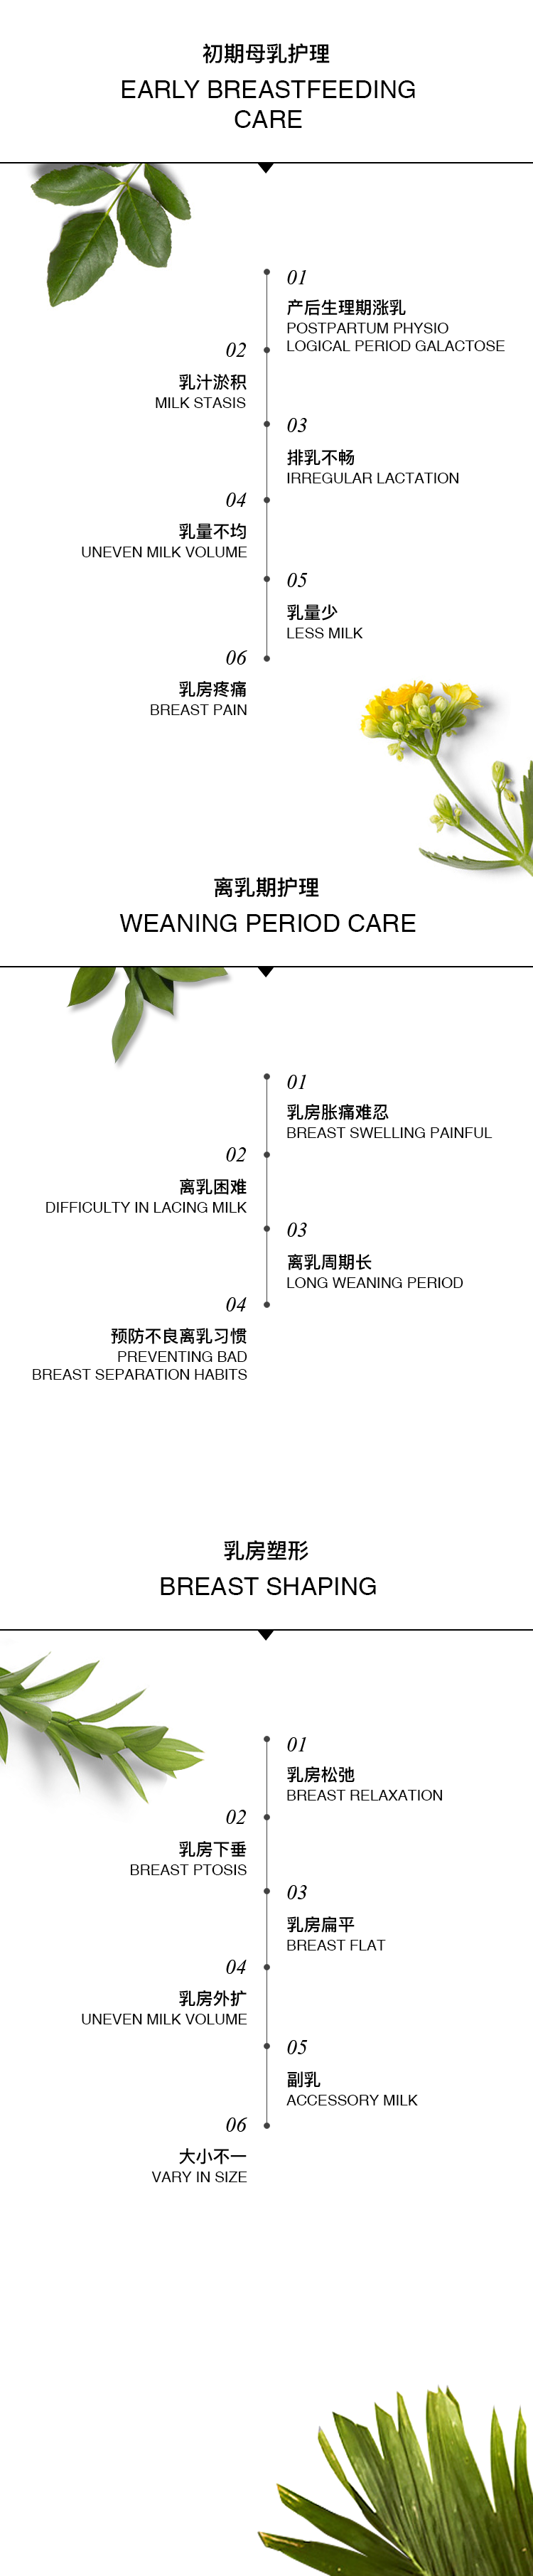 初期母乳护理
EARLY BREASTFEEDING
CARE
01
产后生理期涨乳
POSTPARTUM PHYSIO
LOGICAL PERIOD GALACTOSE
02
乳汁淤积
MILK STASIS
03
排乳不畅
IRREGULAR LACTATION
04
乳量不均
UNEVEN MILK VOLUME
05
乳量少
LESS MILK
06
乳房疼痛
BREAST PAIN
离乳期护理
WEANING PERIOD CARE
01
乳房胀痛难忍
BREAST SWELLING PAINFUL
02
离乳困难
DIFFICULTY IN LACING MILK
03
离乳周期长
LONG WEANING PERIOD
04
预防不良离乳习惯
PREVENTING BAD
BREAST SEPARATION HABITS
乳房塑形
BREAST SHAPING
01
乳房松弛
BREAST RELAXATION
02
乳房下垂
BREAST PTOSIS
03
乳房扁平
BREAST FLAT
04
乳房外扩
UNEVEN MILK VOLUME
05
副乳
ACCESSORY MILK
06
大小不一
VARY IN SIZE